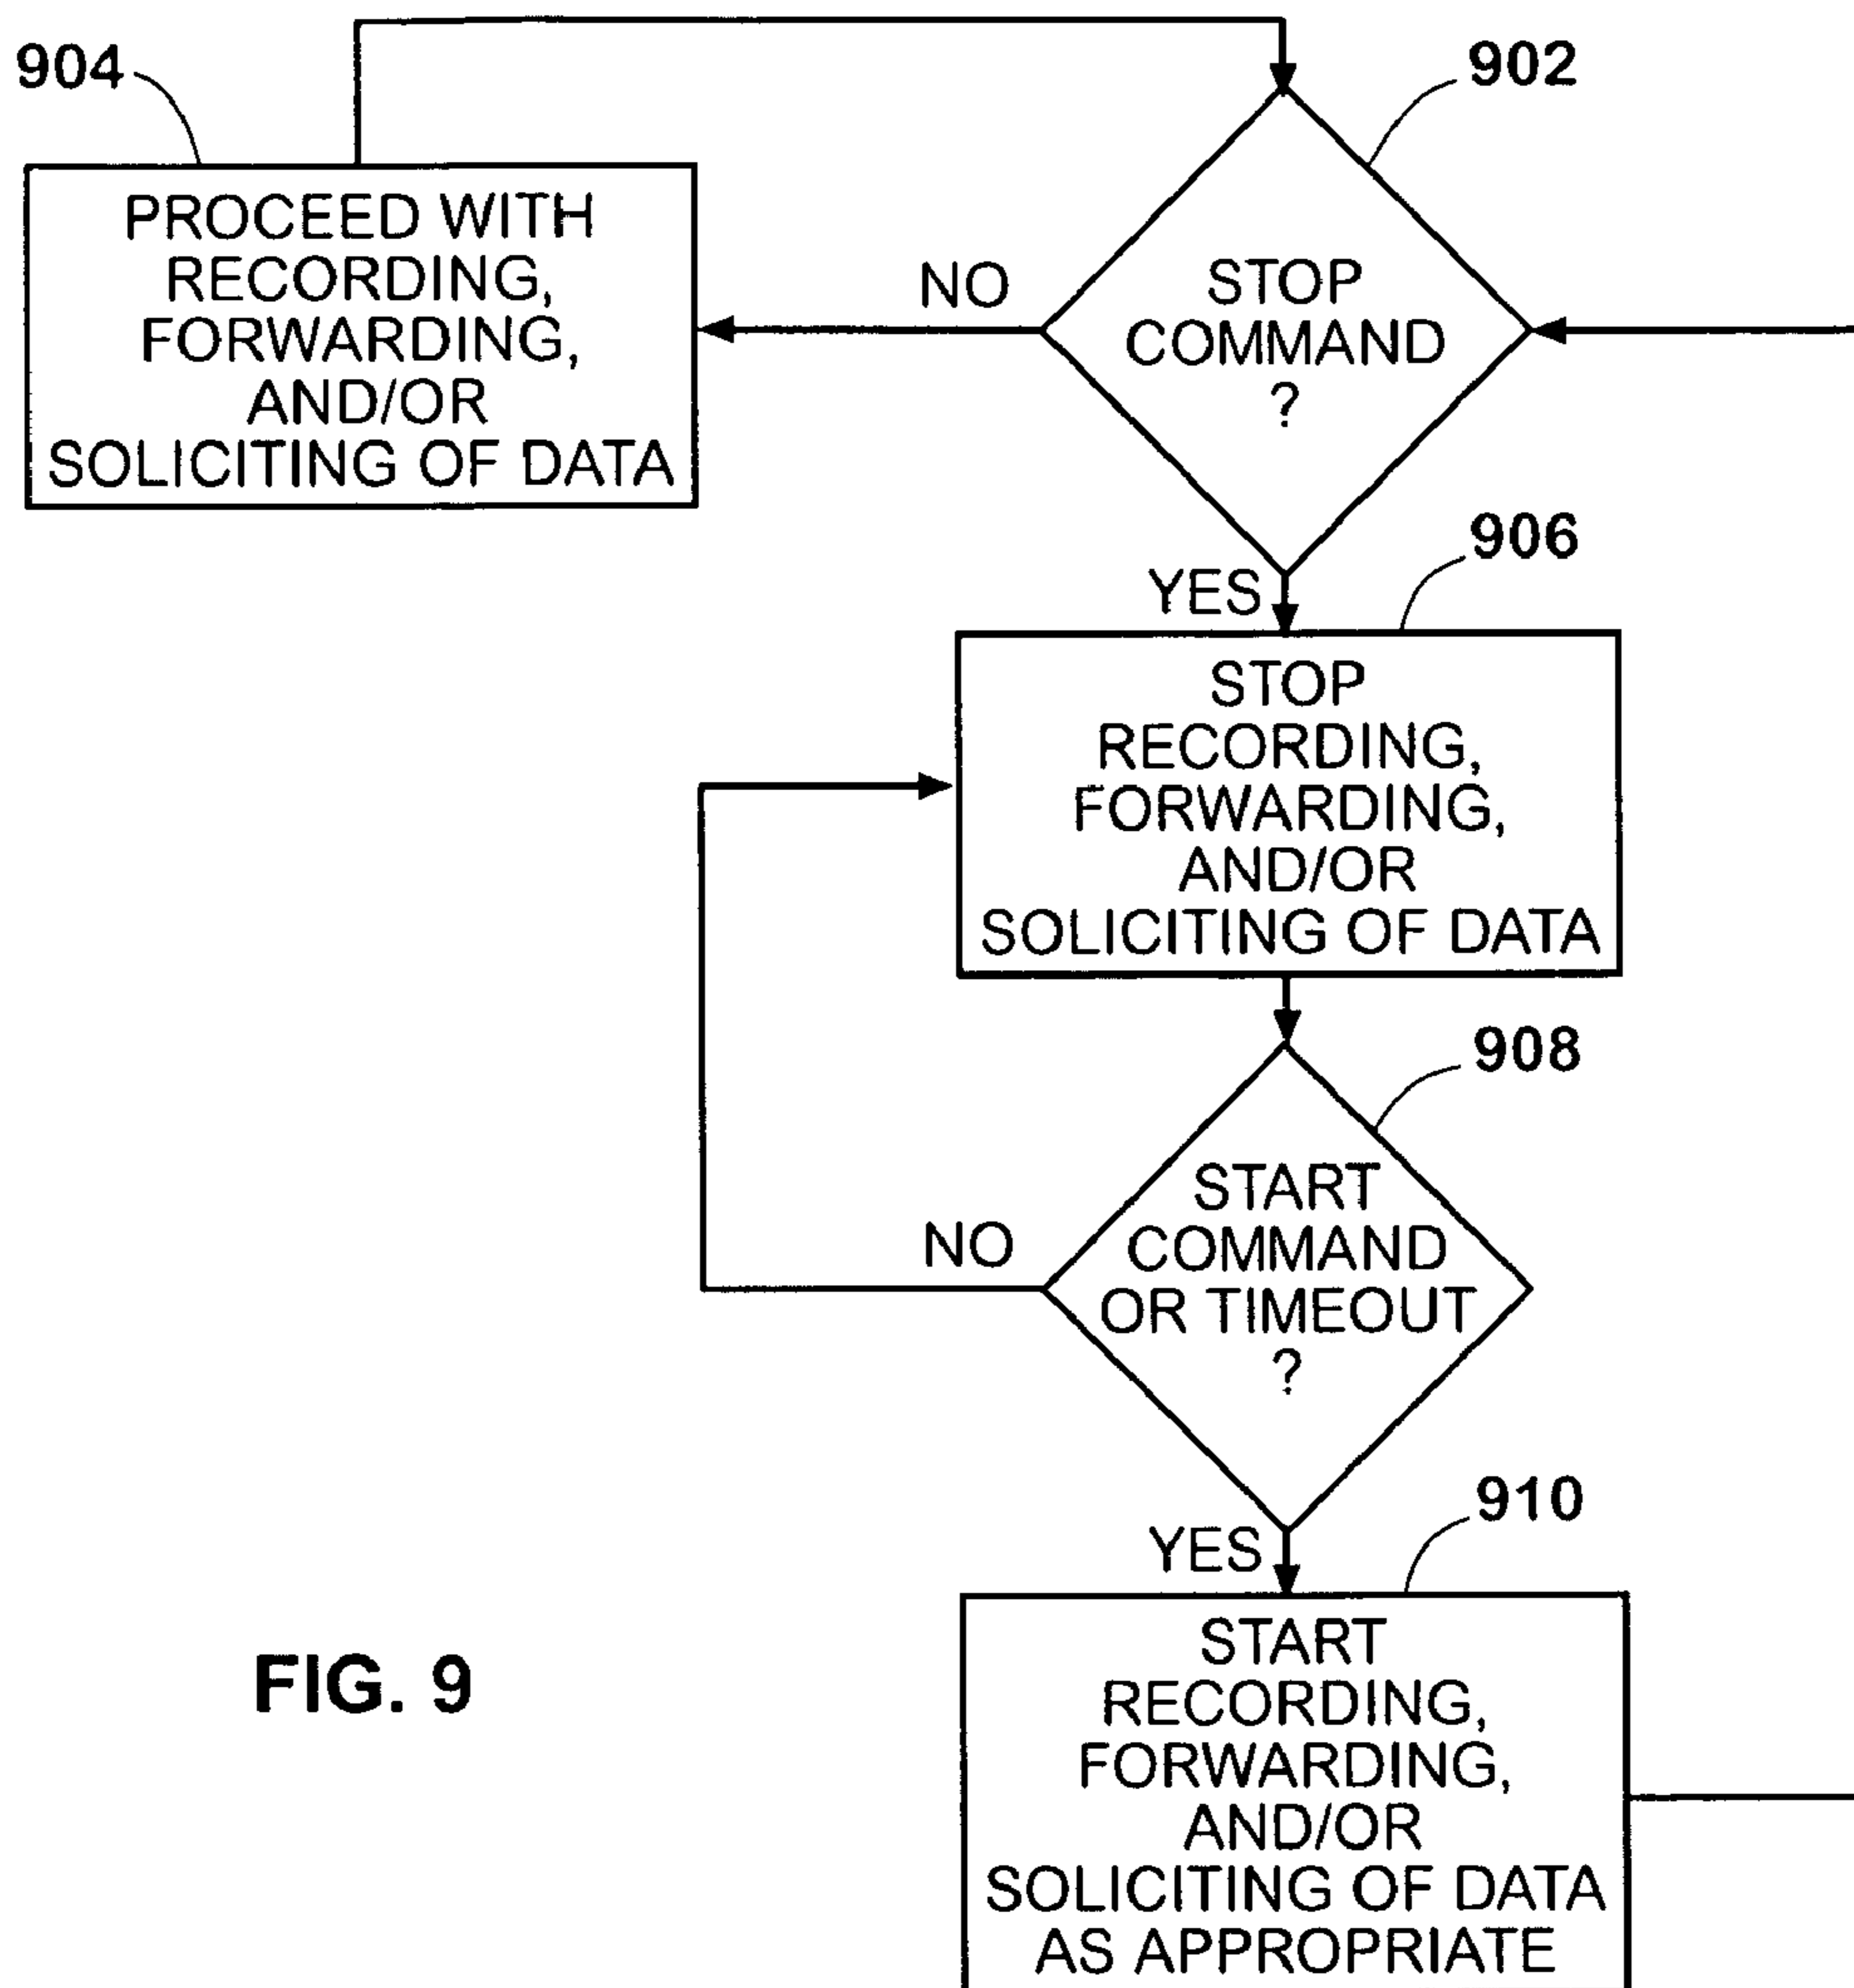 904
902
PROCEED WITH
RECORDING,
FORWARDING,
AND/OR
SOLICITING OF DATA
NO
STOP
COMMAND
?
YES
906
STOP
RECORDING,
FORWARDING,
AND/OR
SOLICITING OF DATA
908
START
COMMAND
OR TIMEOUT
?
NO
YES
910
START
RECORDING,
FORWARDING,
AND/OR
SOLICITING OF DATA
AS APPROPRIATE
FIG. 9